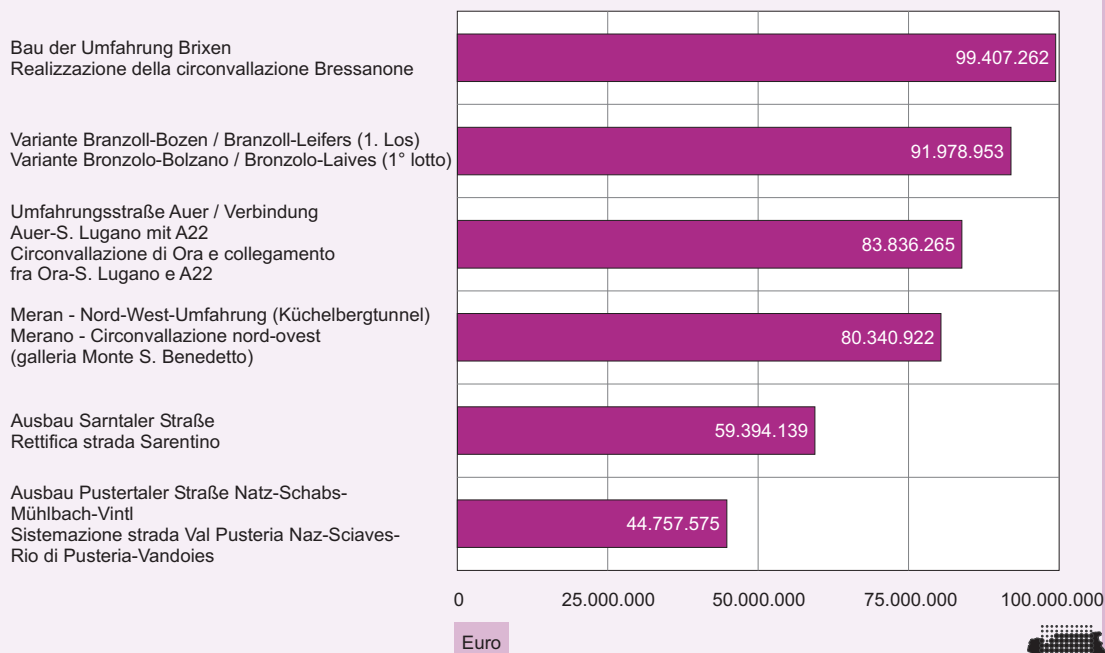 Bau der Umfahrung Brixen
Realizzazione della circonvallazione Bressanone
99.407.262
Variante Branzoll-Bozen / Branzoll-Leifers (1. Los)
Variante Bronzolo-Bolzano / Bronzolo-Laives (1° lotto)
91.978.953
Umfahrungsstraße Auer / Verbindung
Auer-S. Lugano mit A22
Circonvallazione di Ora e collegamento
fra Ora-S. Lugano e A22
83.836.265
Meran - Nord-West-Umfahrung (Küchelbergtunnel)
Merano - Circonvallazione nord-ovest
(galleria Monte S. Benedetto)
80.340.922
Ausbau Sarntaler Straße
Rettifica strada Sarentino
59.394.139
Ausbau Pustertaler Straße Natz-Schabs-
Mühlbach-Vintl
Sistemazione strada Val Pusteria Naz-Sciaves-
Rio di Pusteria-Vandoies
44.757.575
0 25.000.000 50.000.000 75.000.000 100.000.000
Euro